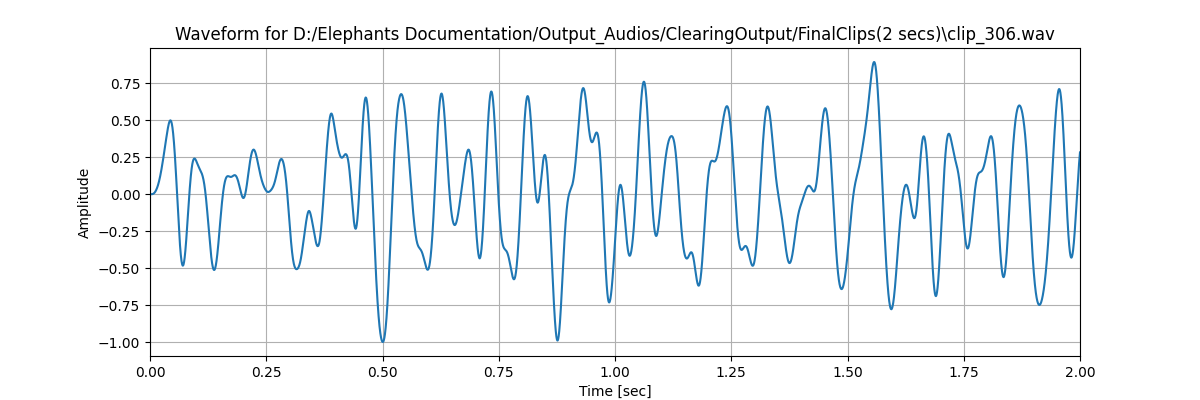 Waveform for D:/Elephants Documentation/Output_Audios/ClearingOutput/FinalClips(2 secs)\clip_306.wav
Amplitude
0.75
0.50
0.25
0.00
−0.25
−0.50
−0.75
−1.00
0.00 0.25 0.50 0.75 1.00 1.25 1.50 1.75 2.00
Time [sec]